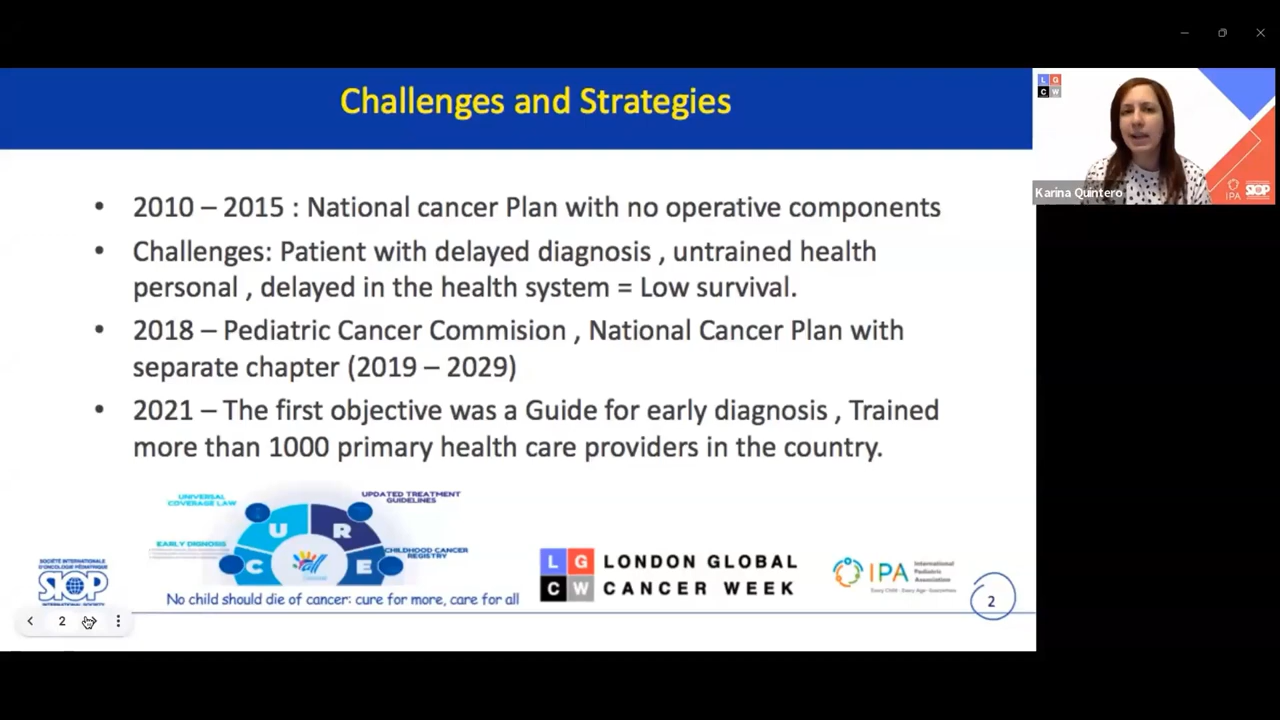 Challenges and Strategies
L G
C W
Karina Quintero
IPA SIOP
• 2010 – 2015 : National cancer Plan with no operative components
• Challenges: Patient with delayed diagnosis , untrained health
personal , delayed in the health system = Low survival.
• 2018 – Pediatric Cancer Commision , National Cancer Plan with
separate chapter (2019 – 2029)
• 2021 – The first objective was a Guide for early diagnosis , Trained
more than 1000 primary health care providers in the country.
UNIVERSAL
COVERAGE LAW
UPDATED TREATMENT
GUIDELINES
U R
EARLY DIGNOSIS
CHILDHOOD CANCER
REGISTRY
C E
all
No child should die of cancer: cure for more, care for all
SOCIÉTÉ INTERNATIONALE
D'ONCOLOGIE PÉDIATRIQUE
SIOP
INTERNATIONAL SOCIETY
L G LONDON GLOBAL
C W CANCER WEEK
IPA International
Pediatric
Association
Every Child - Every Age - Everywhere
2
2